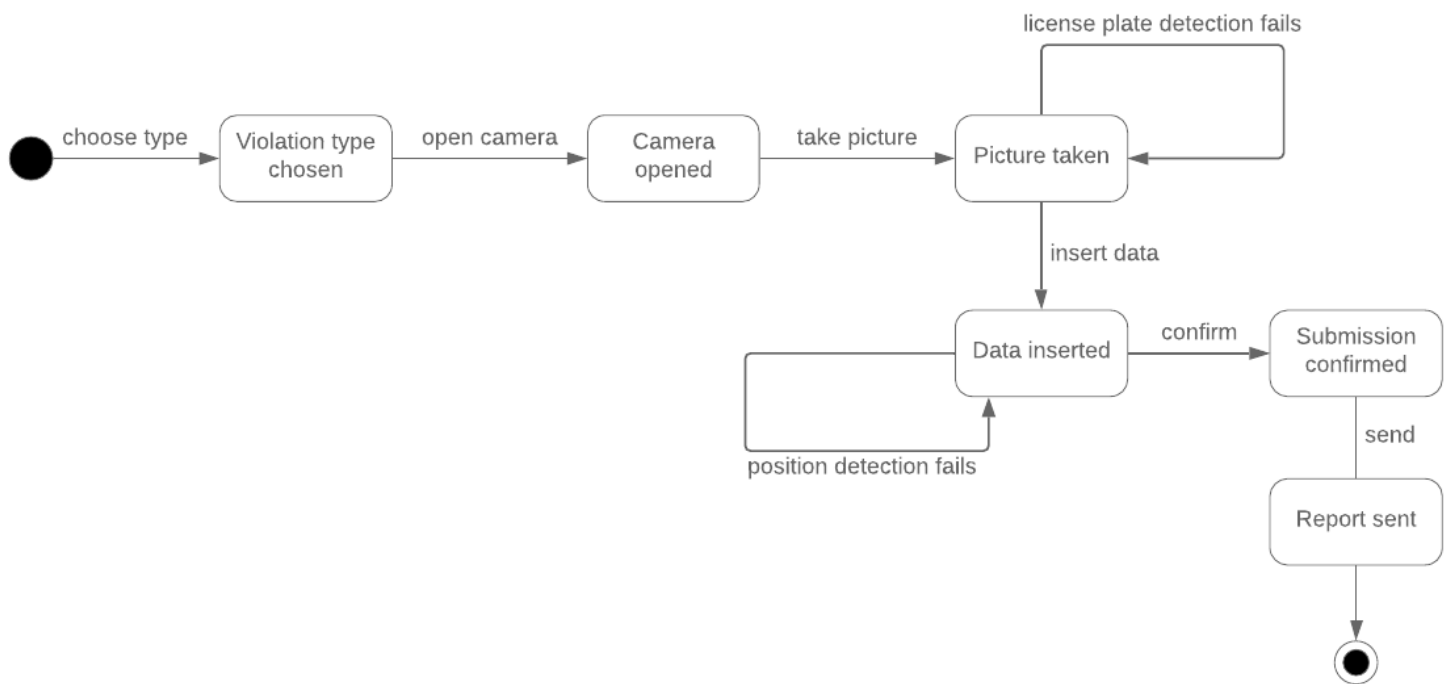 license plate detection fails
choose type
Violation type
chosen
open camera
Camera
opened
take picture
Picture taken
insert data
Data inserted
confirm
Submission
confirmed
position detection fails
send
Report sent